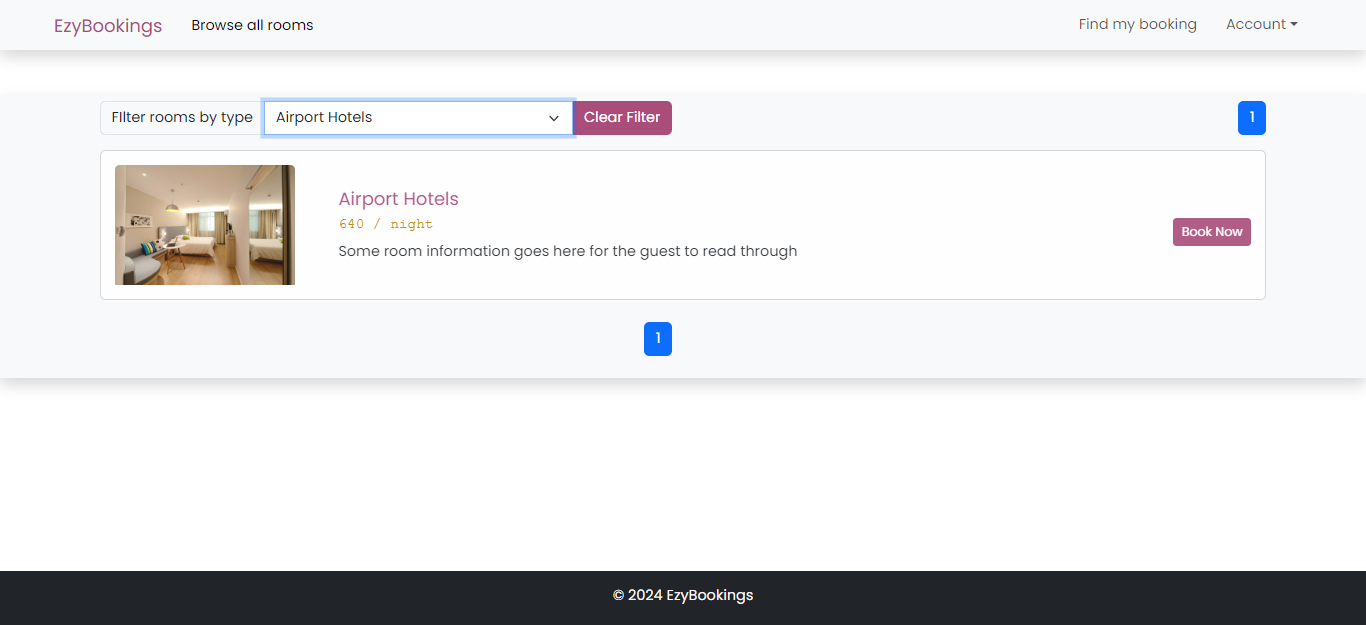 EzyBookings Browse all rooms Find my booking Account
FIlter rooms by type Airport Hotels Clear Filter 1
Airport Hotels
640 / night
Some room information goes here for the guest to read through
Book Now
1
© 2024 EzyBookings